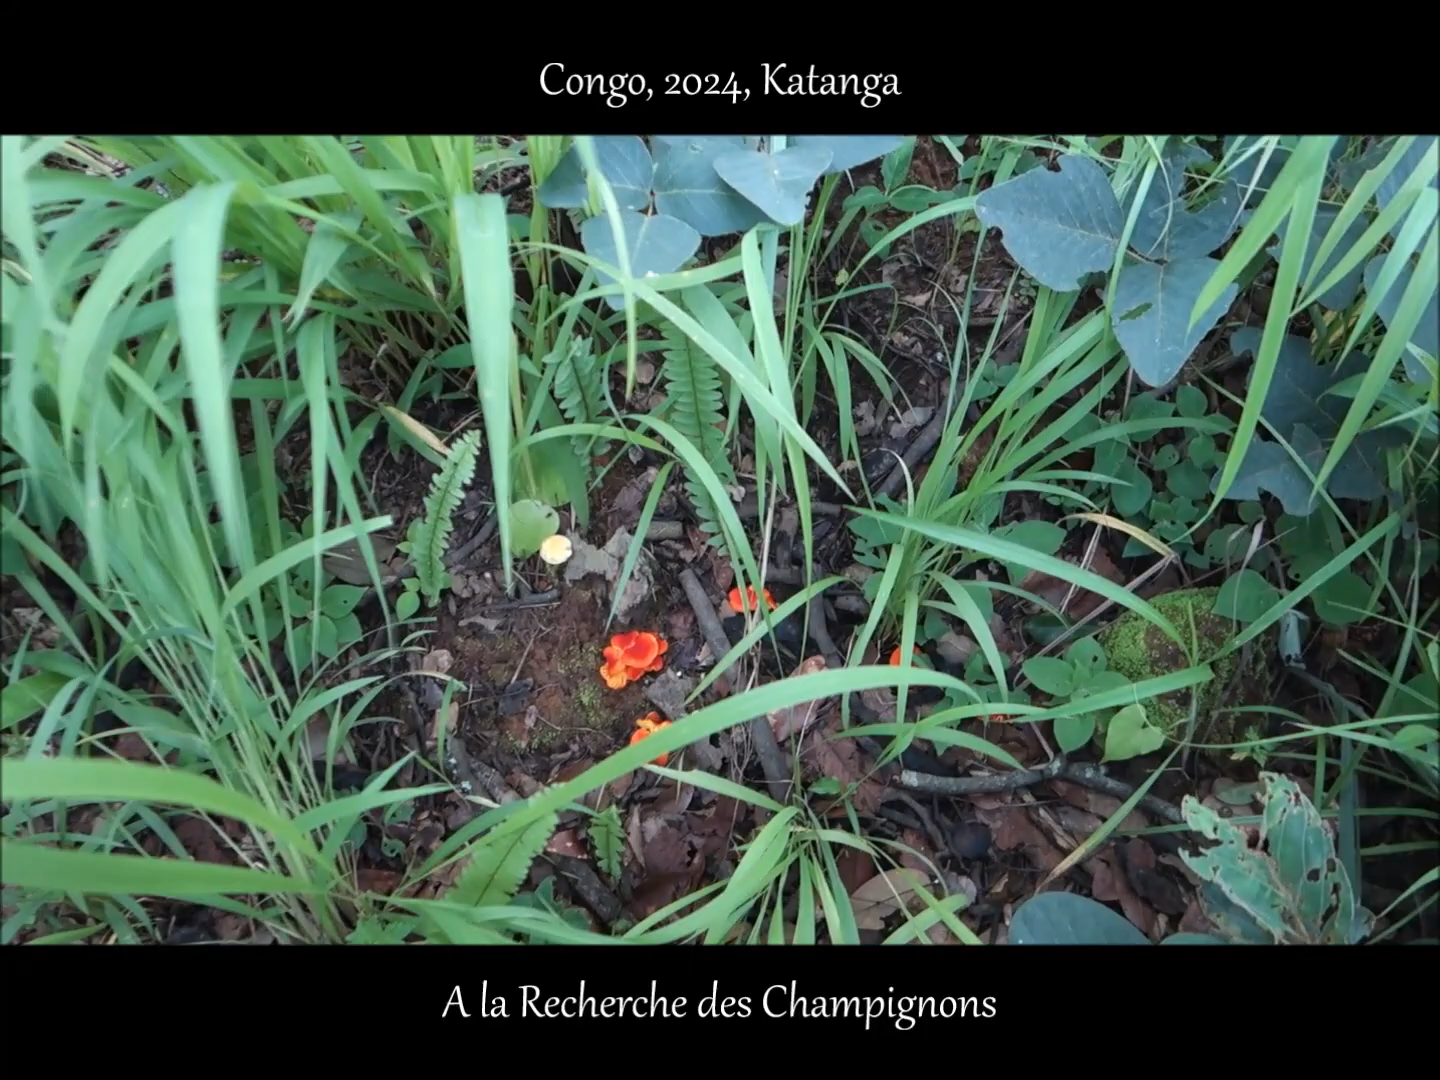 Congo, 2024, Katanga
A la Recherche des Champignons